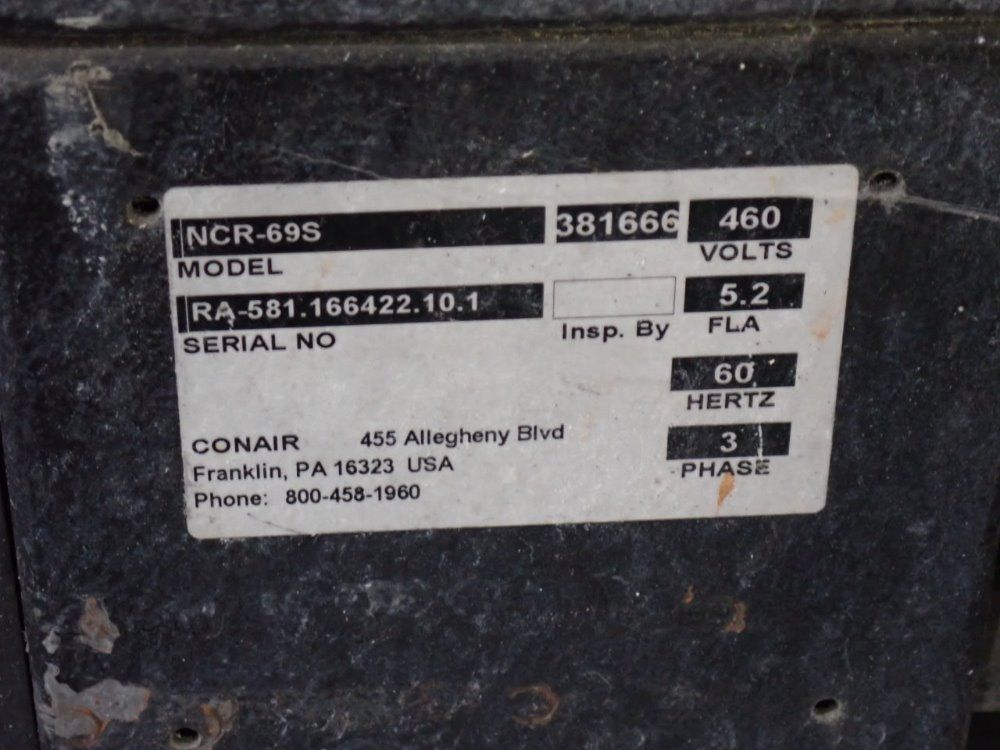 NCR-69S 381666 460
MODEL VOLTS
RA-581.166422.10.1 5.2
SERIAL NO Insp. By FLA
60
HERTZ
CONAIR 455 Allegheny Blvd 3
Franklin, PA 16323 USA PHASE
Phone: 800-458-1960